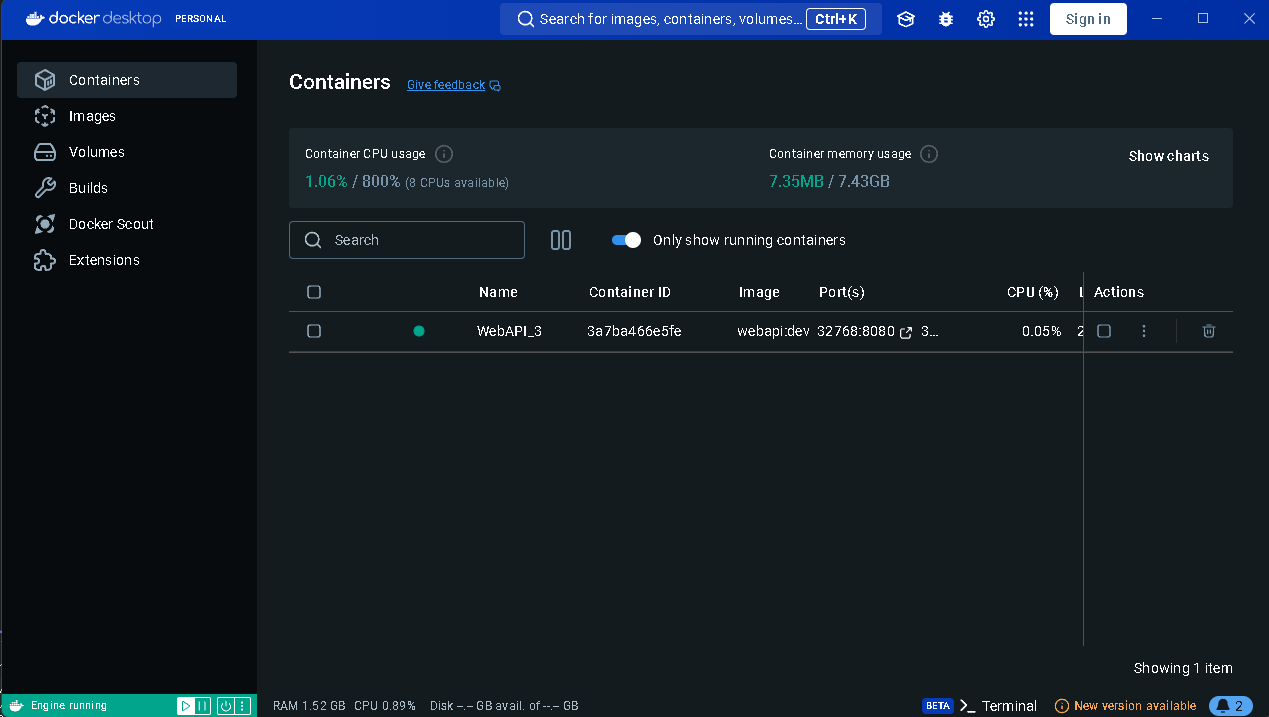 docker desktop PERSONAL Search for images, containers, volumes... Ctrl+K Sign in
Containers
Images
Volumes
Builds
Docker Scout
Extensions
Containers Give feedback
Container CPU usage Container memory usage Show charts
1.06% / 800% (8 CPUs available) 7.35MB / 7.43GB
Search Only show running containers
Name Container ID Image Port(s) CPU (%) Actions
WebAPI_3 3a7ba466e5fe webapi:dev 32768:8080 3... 0.05% 2
Showing 1 item
Engine running RAM 1.52 GB CPU 0.89% Disk --.-- GB avail. of --.-- GB BETA >_ Terminal New version available 2